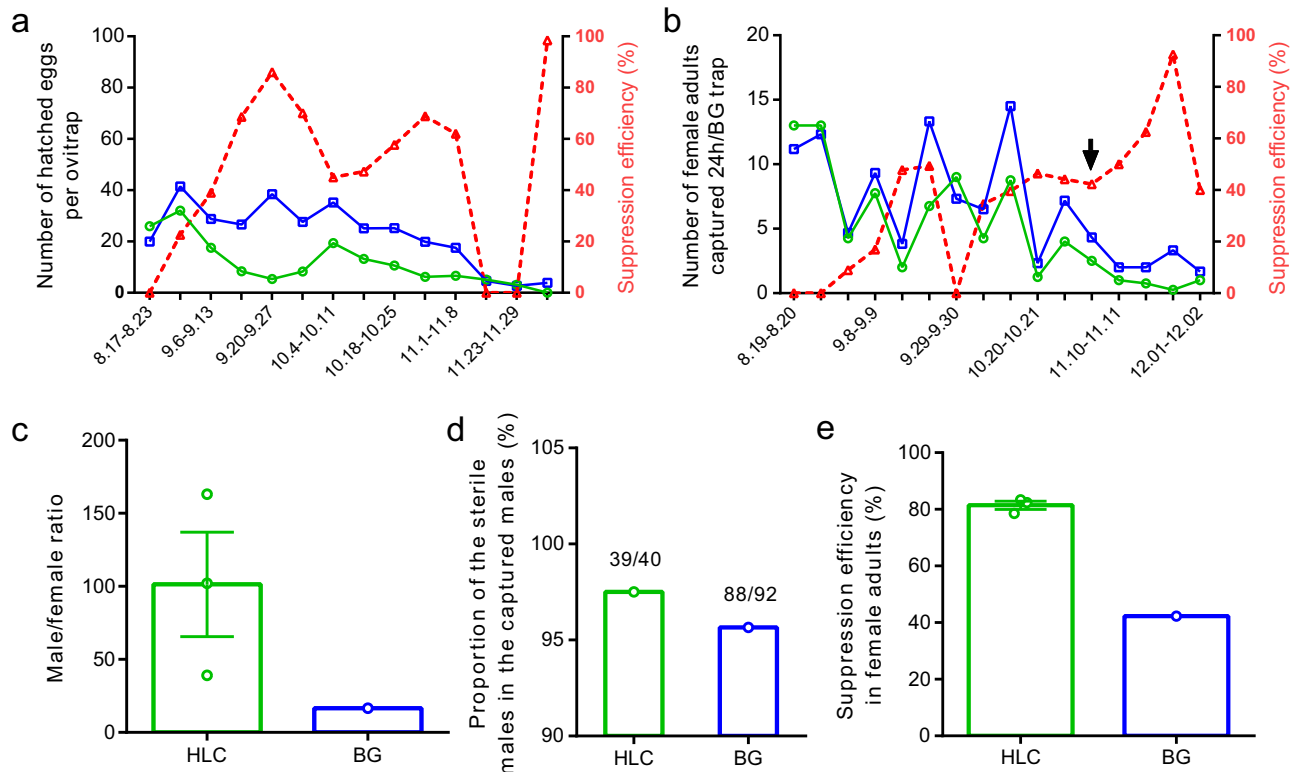 a
Number of hatched eggs
per ovitrap
100
80
60
40
20
0
100
80
60
40
20
0
Suppression efficiency (%)
8.17-8.23
9.6-9.13
9.20-9.27
10.4-10.11
10.18-10.25
11.1-11.8
11.23-11.29
b
Number of female adults
captured 24h/BG trap
20
15
10
5
0
100
80
60
40
20
0
Suppression efficiency (%)
8.19-8.20
9.8-9.9
9.29-9.30
10.20-10.21
11.10-11.11
12.01-12.02
c
Male/female ratio
200
150
100
50
0
HLC
BG
d
Proportion of the sterile
males in the captured males (%)
105
100
95
90
39/40
88/92
HLC
BG
e
Suppression efficiency
in female adults (%)
100
80
60
40
20
0
HLC
BG